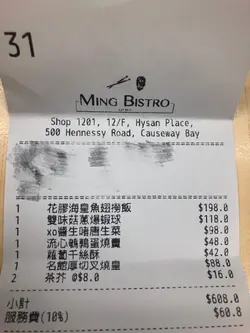 31
MING BISTRO
Shop 1201, 12/F, Hysan Place,
500 Hennessy Road, Causeway Bay
1 花膠海皇魚翅撈飯 $198.0
1 雙味菇蔥爆蝦球 $118.0
1 xo醬生啫唐生菜 $98.0
1 流心鵪鶉蛋燒賣 $48.0
1 蘿蔔千絲酥 $42.0
1 名館厚切叉燒皇 $88.0
2 茶芥 @$8.0 $16.0
小計 $608.0
服務費(10%) $60.8